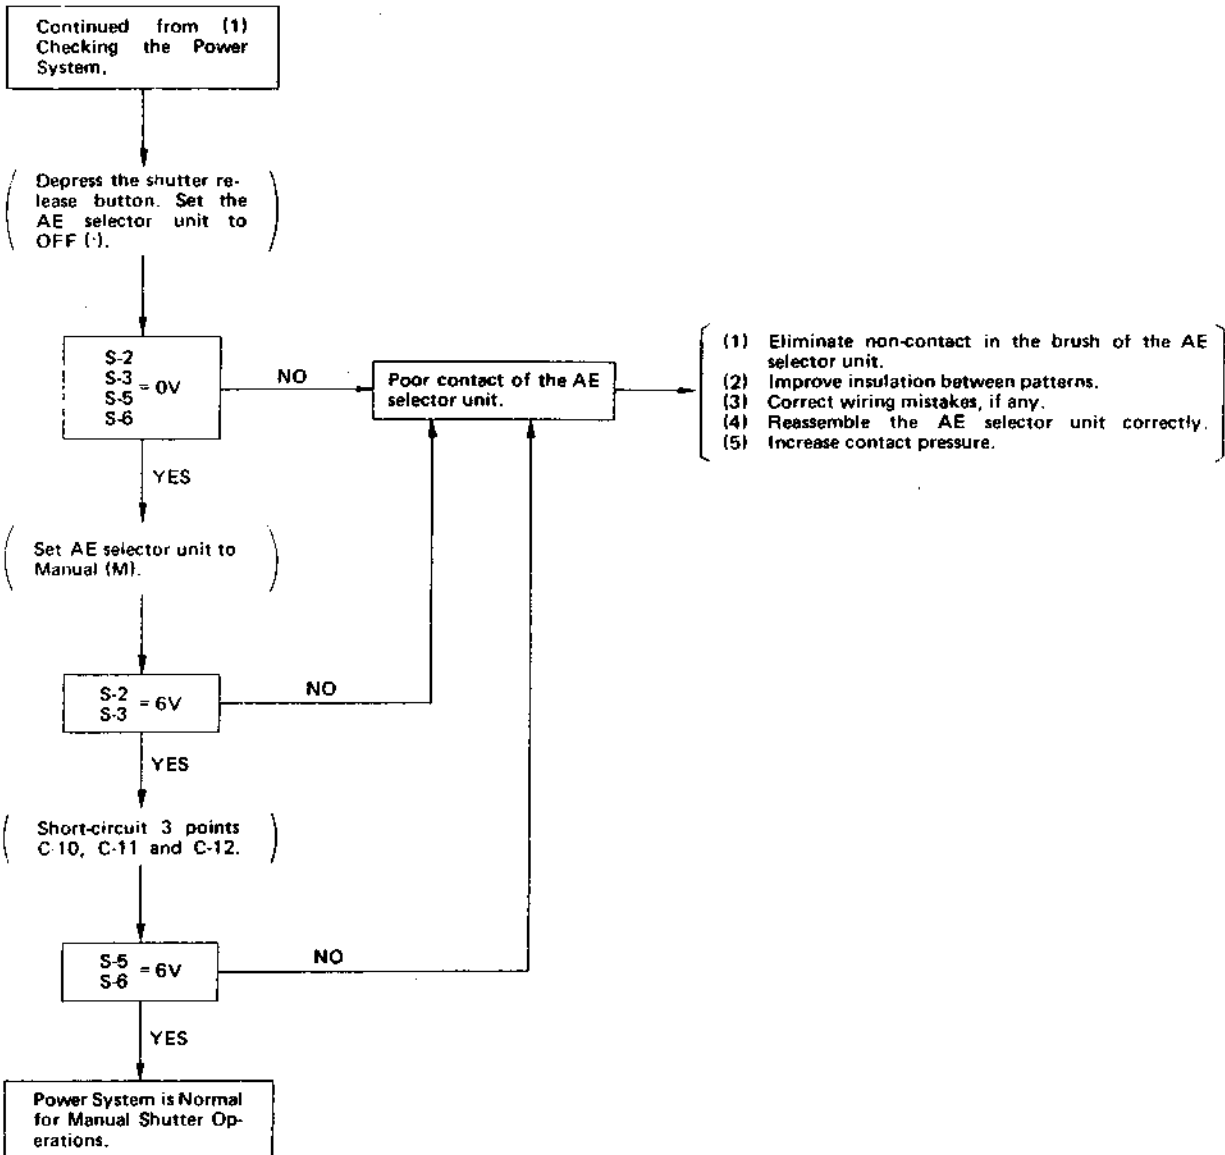 Continued from (1)
Checking the Power
System.
Depress the shutter re-
lease button. Set the
AE selector unit to
OFF (·).
S-2
S-3
S-5
S-6
= 0V
NO
Poor contact of the AE
selector unit.
(1) Eliminate non-contact in the brush of the AE
selector unit.
(2) Improve insulation between patterns.
(3) Correct wiring mistakes, if any.
(4) Reassemble the AE selector unit correctly.
(5) Increase contact pressure.
YES
Set AE selector unit to
Manual (M).
S-2
S-3
= 6V
NO
YES
Short-circuit 3 points
C-10, C-11 and C-12.
S-5
S-6
= 6V
NO
YES
Power System is Normal
for Manual Shutter Op-
erations.